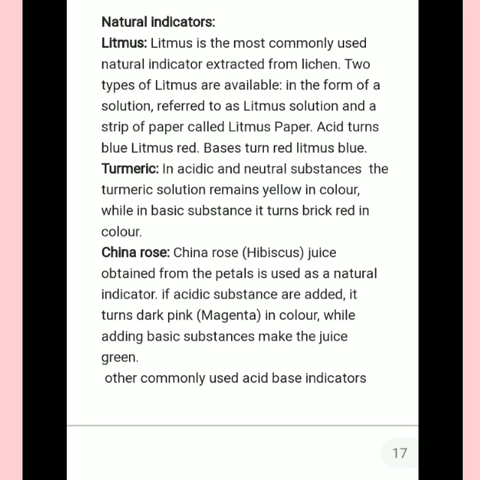 Natural indicators:
Litmus: Litmus is the most commonly used
natural indicator extracted from lichen. Two
types of Litmus are available: in the form of a
solution, referred to as Litmus solution and a
strip of paper called Litmus Paper. Acid turns
blue Litmus red. Bases turn red litmus blue.
Turmeric: In acidic and neutral substances  the
turmeric solution remains yellow in colour,
while in basic substance it turns brick red in
colour.
China rose: China rose (Hibiscus) juice
obtained from the petals is used as a natural
indicator. if acidic substance are added, it
turns dark pink (Magenta) in colour, while
adding basic substances make the juice
green.
other commonly used acid base indicators
17